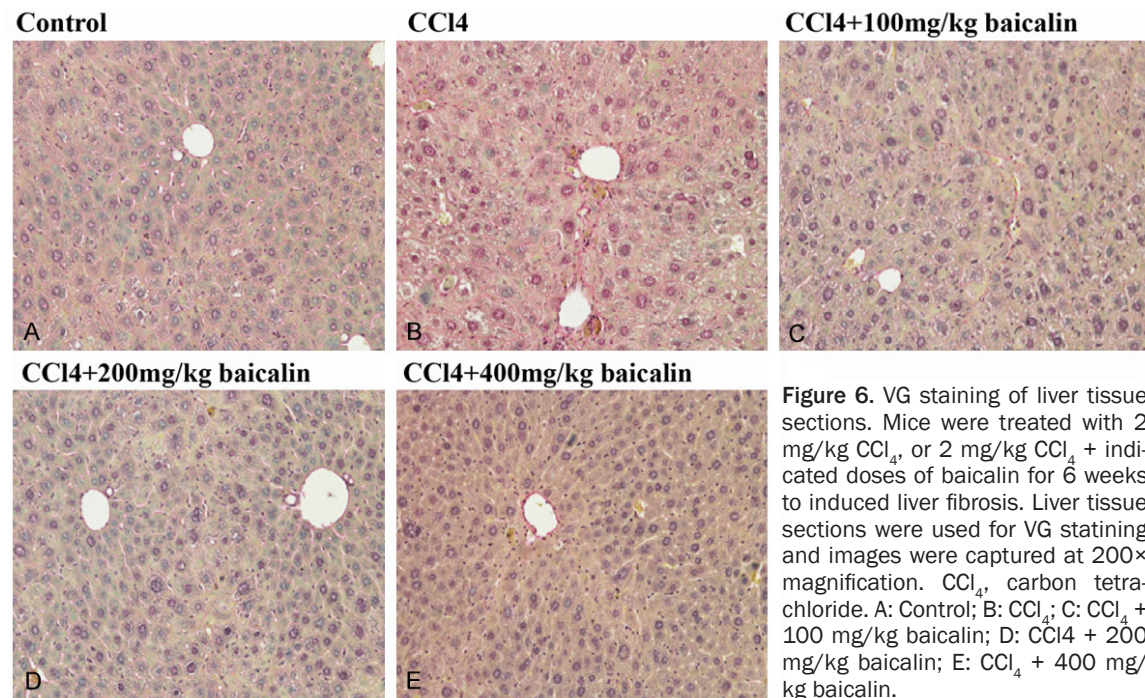 Control
CCl4
CCl4+100mg/kg baicalin
A
B
C
CCl4+200mg/kg baicalin
CCl4+400mg/kg baicalin
D
E
Figure 6. VG staining of liver tissue
sections. Mice were treated with 2
mg/kg CCl₄, or 2 mg/kg CCl₄ + indi-
cated doses of baicalin for 6 weeks
to induced liver fibrosis. Liver tissue
sections were used for VG statining
and images were captured at 200×
magnification. CCl₄, carbon tetra-
chloride. A: Control; B: CCl₄; C: CCl₄ +
100 mg/kg baicalin; D: CCl4 + 200
mg/kg baicalin; E: CCl₄ + 400 mg/
kg baicalin.